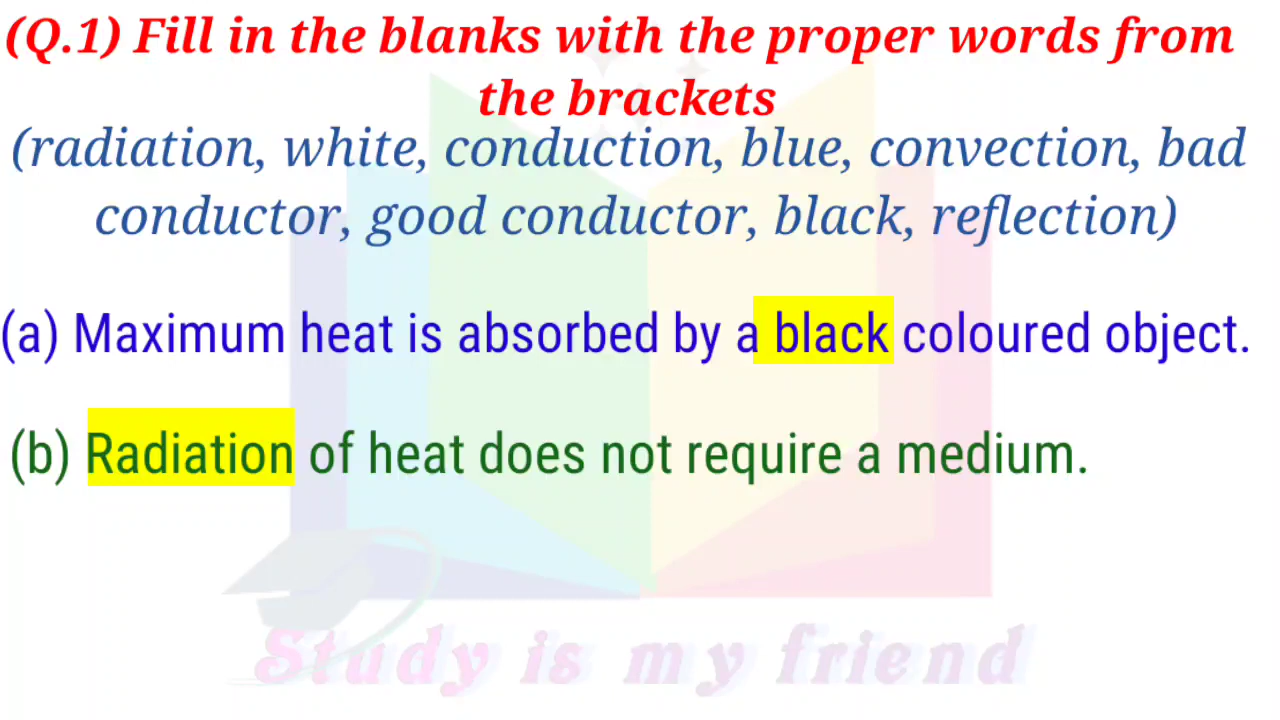 (Q.1) Fill in the blanks with the proper words from
the brackets
(radiation, white, conduction, blue, convection, bad
conductor, good conductor, black, reflection)
(a) Maximum heat is absorbed by a black coloured object.
(b) Radiation of heat does not require a medium.
Study is my friend